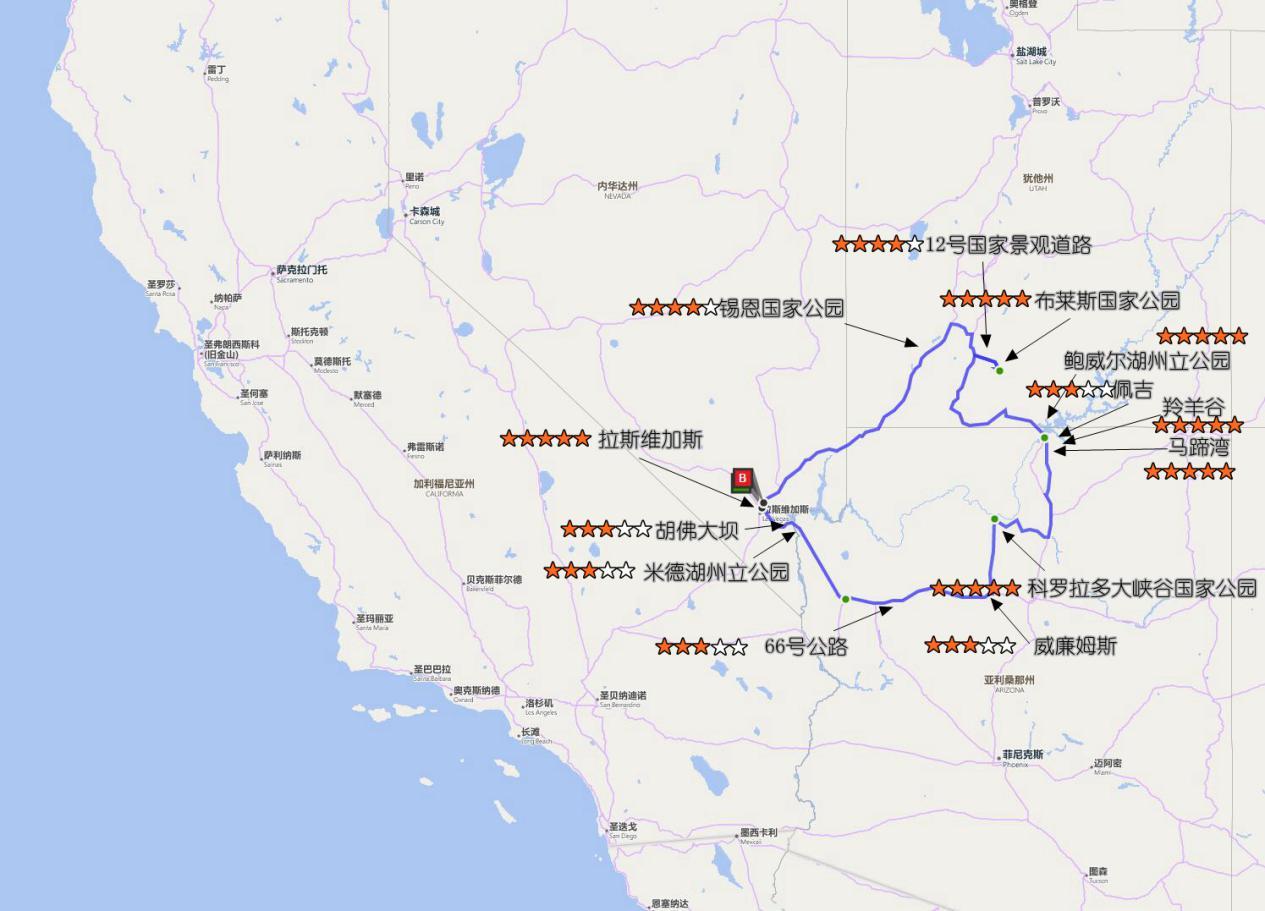 奥格登
Ogden
盐湖城
Salt Lake City
雷丁
Redding
普罗沃
Provo
里诺
Reno
内华达州
NEVADA
犹他州
UTAH
卡森城
Carson City
12号国家景观道路
萨克拉门托
Sacramento
圣罗莎
Santa Rosa
纳帕萨
Napa
锡恩国家公园
布莱斯国家公园
斯托克顿
Stockton
圣弗朗西斯科
(旧金山)
San Francisco
莫德斯托
Modesto
鲍威尔湖州立公园
圣何塞
San Jose
默塞德
Merced
佩吉
羚羊谷
拉斯维加斯
马蹄湾
弗雷斯诺
Fresno
萨利纳斯
Salinas
加利福尼亚州
CALIFORNIA
B
斯维加斯
Las Vegas
胡佛大坝
米德湖州立公园
贝克斯菲尔德
Bakersfield
科罗拉多大峡谷国家公园
圣玛丽亚
Santa Maria
66号公路
威廉姆斯
圣巴巴拉
Santa Barbara
亚利桑那州
ARIZONA
奥克斯纳德
Oxnard
圣贝纳迪诺
San Bernardino
洛杉矶
Los Angeles
长滩
Long Beach
菲尼克斯
Phoenix
迈阿密
Miami
圣迭戈
San Diego
墨西卡利
Mexicali
图森
Tucson
恩塞纳达